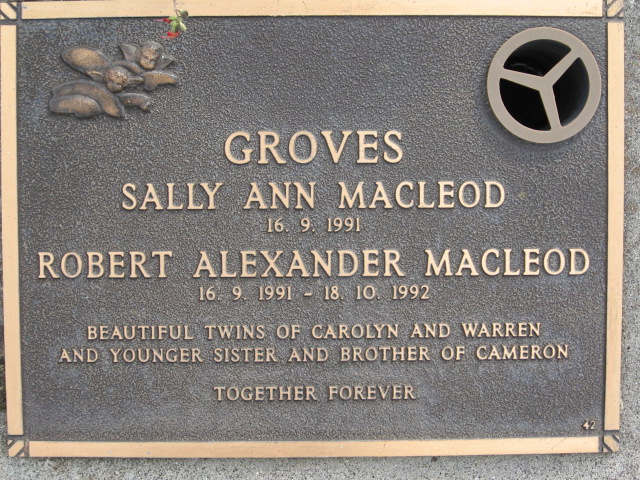 GROVES
SALLY ANN MACLEOD
16. 9. 1991
ROBERT ALEXANDER MACLEOD
16. 9. 1991 - 18. 10. 1992
BEAUTIFUL TWINS OF CAROLYN AND WARREN
AND YOUNGER SISTER AND BROTHER OF CAMERON
TOGETHER FOREVER
42